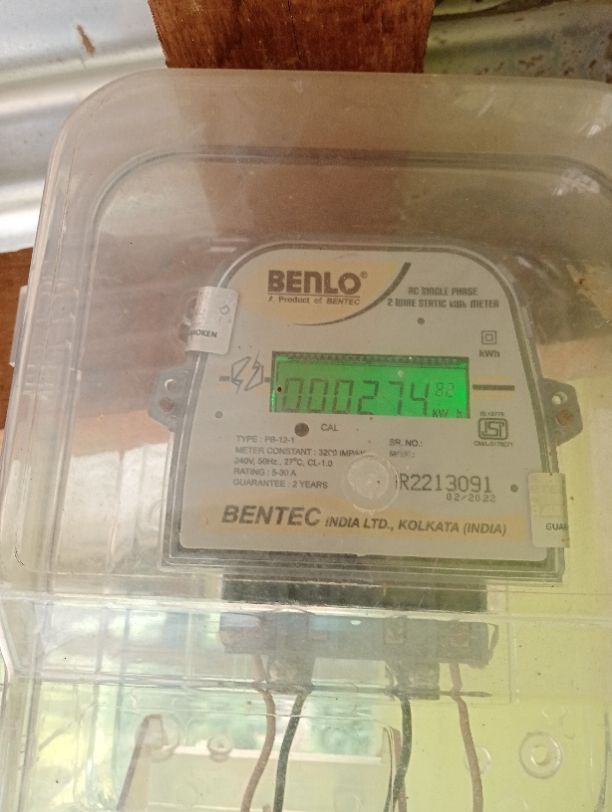 BENLO®
A Product of BENTEC
AC SINGLE PHASE
2 WIRE STATIC kWh METER
kWh
000274 82
kW h
CAL
TYPE : PB-12-1
METER CONSTANT : 3200
240V, 50Hz, 27°C, CL-1.0
RATING : 5-30 A
GUARANTEE : 2 YEARS
SR. NO.:
R2213091
02/2022
BENTEC INDIA LTD., KOLKATA (INDIA)